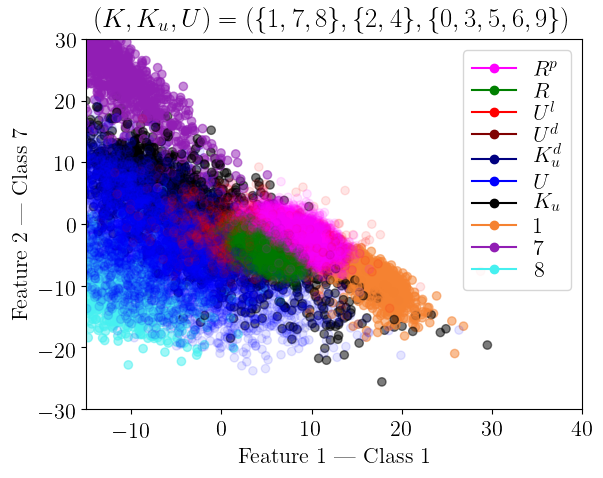 (K, K_u, U) = ({1, 7, 8}, {2, 4}, {0, 3, 5, 6, 9})
30
20
10
0
−10
−20
−30
Feature 2 — Class 7
R^p
R
U^l
U^d
K_u^d
U
K_u
1
7
8
−10
0
10
20
30
40
Feature 1 — Class 1